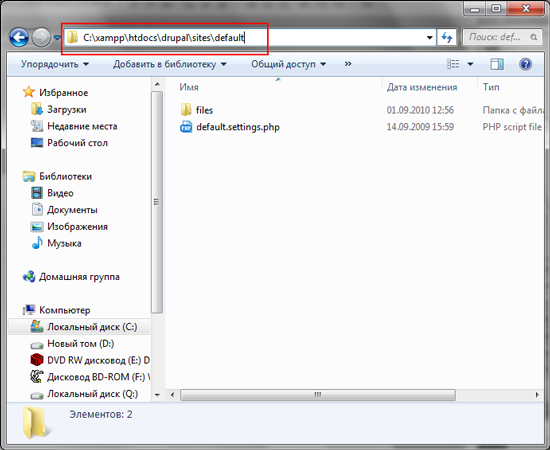 C:\xampp\htdocs\drupal\sites\default
Поиск: def...
Упорядочить Добавить в библиотеку Общий доступ »
Имя Дата изменения Тип
files 01.09.2010 12:56 Папка с файла
default.settings.php 14.09.2009 15:59 PHP script file
Избранное
Загрузки
Недавние места
Рабочий стол
Библиотеки
Видео
Документы
Изображения
Музыка
Домашняя группа
Компьютер
Локальный диск (C:)
Новый том (D:)
DVD RW дисковод (E:) D
Дисковод BD-ROM (F:) \
Локальный диск (Q:)
Элементов: 2